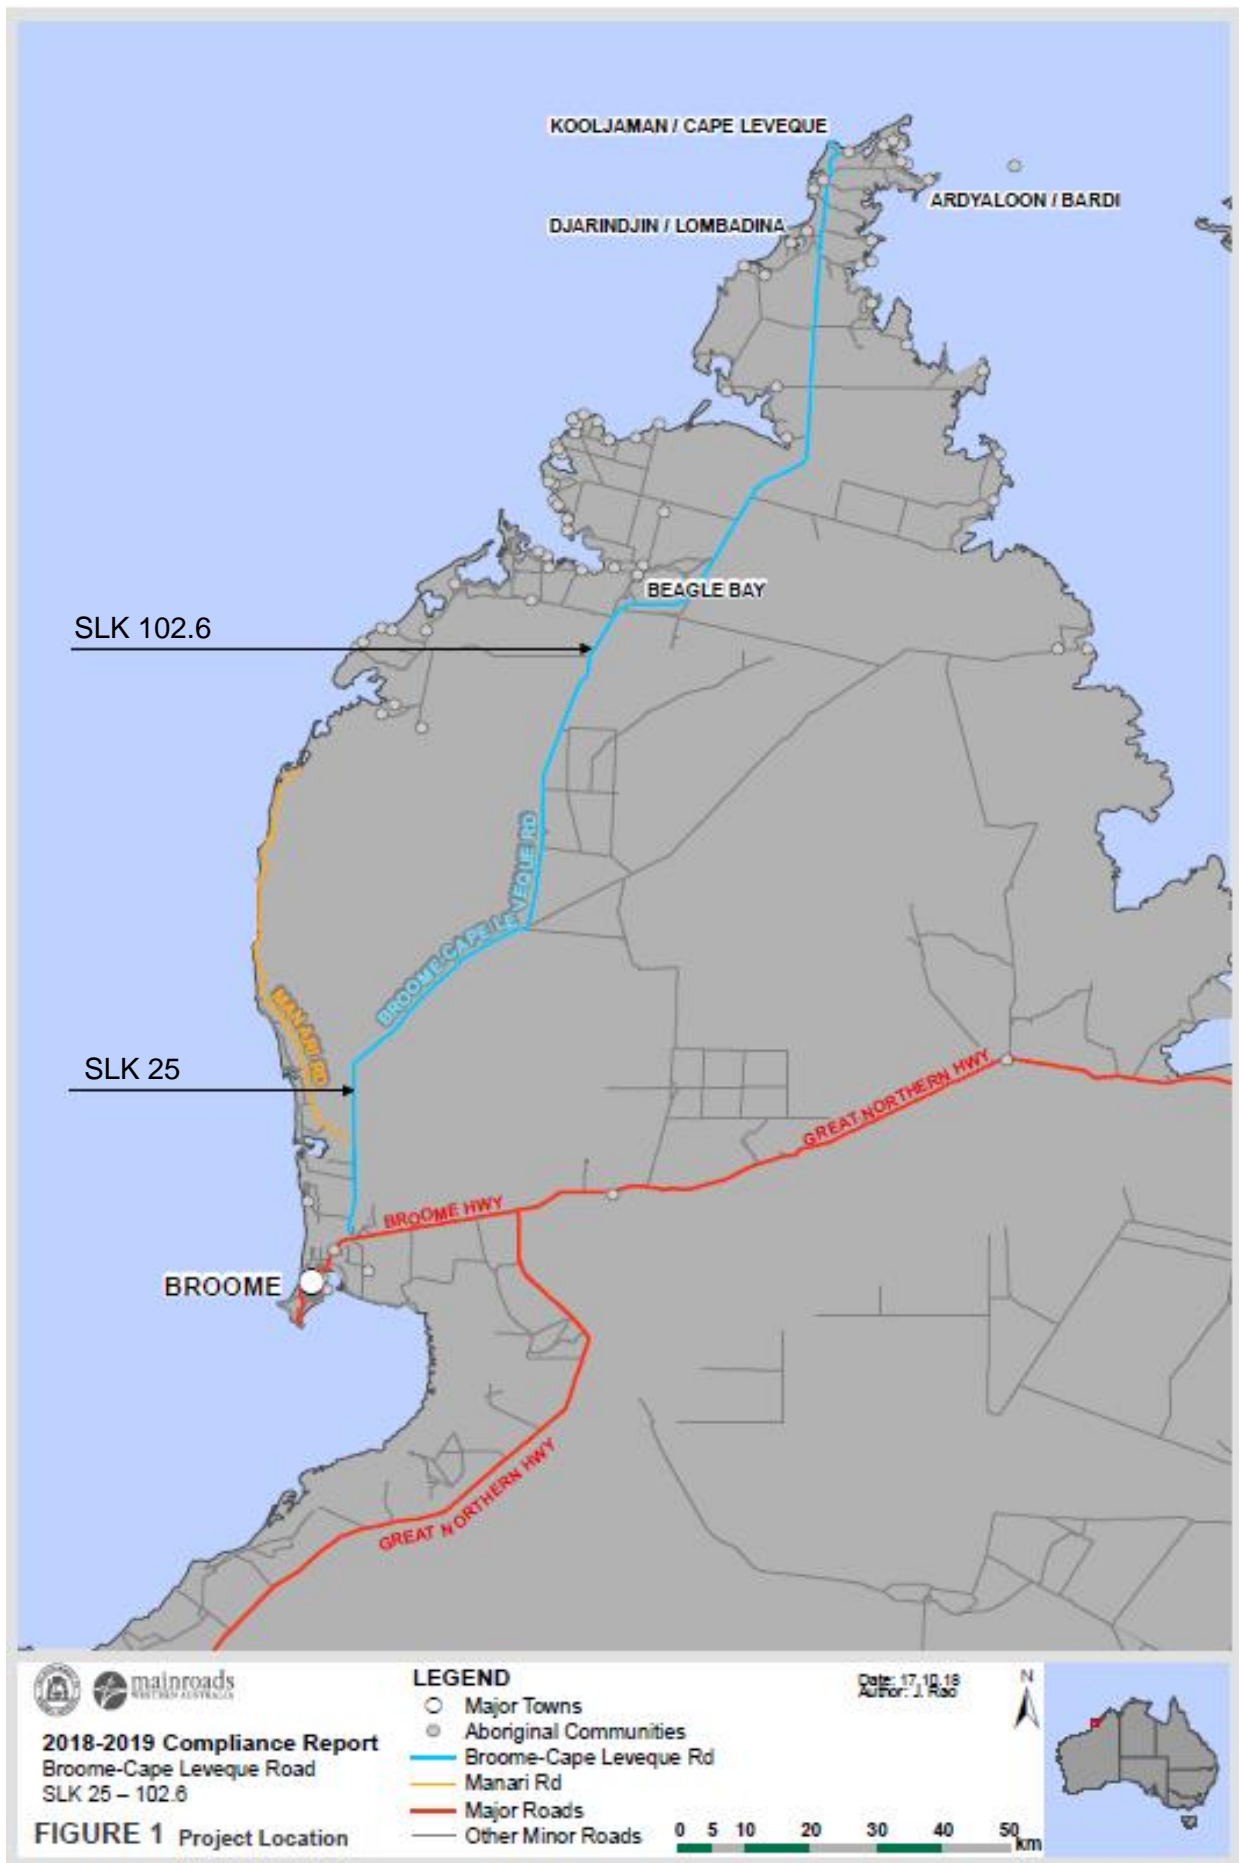 KOOLJAMAN / CAPE LEVEQUE
ARDYALOON / BARDI
DJARINDJIN / LOMBADINA
BEAGLE BAY
SLK 102.6
BROOME-CAPE LEVEQUE RD
MANARI RD
SLK 25
GREAT NORTHERN HWY
BROOME HWY
BROOME
GREAT NORTHERN HWY
mainroads
WESTERN AUSTRALIA
2018-2019 Compliance Report
Broome-Cape Leveque Road
SLK 25 – 102.6
FIGURE 1 Project Location
LEGEND
Major Towns
Aboriginal Communities
Broome-Cape Leveque Rd
Manari Rd
Major Roads
Other Minor Roads
Date: 17.10.18
Author: J. Rao
N
0 5 10 20 30 40 50 km